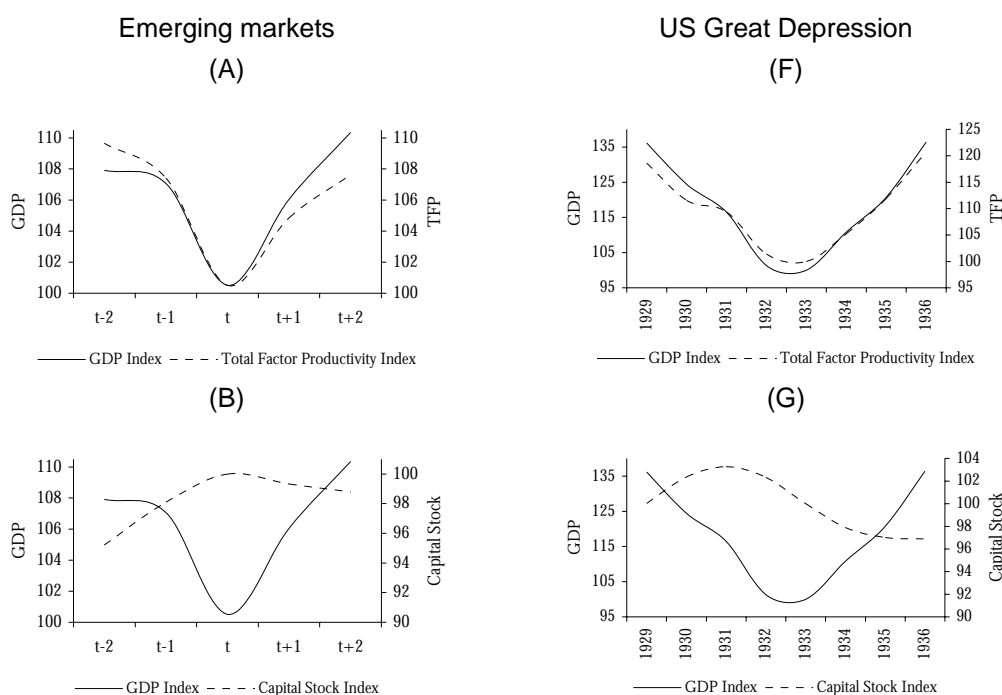 Emerging markets
(A)
110
108
106
104
102
100
GDP
110
108
106
104
102
100
TFP
t-2 t-1 t t+1 t+2
GDP Index Total Factor Productivity Index
(B)
110
108
106
104
102
100
GDP
100
98
96
94
92
90
Capital Stock
t-2 t-1 t t+1 t+2
GDP Index Capital Stock Index
US Great Depression
(F)
135
125
115
105
95
GDP
125
120
115
110
105
100
95
TFP
1929 1930 1931 1932 1933 1934 1935 1936
GDP Index Total Factor Productivity Index
(G)
135
125
115
105
95
GDP
104
102
100
98
96
94
92
90
Capital Stock
1929 1930 1931 1932 1933 1934 1935 1936
GDP Index Capital Stock Index